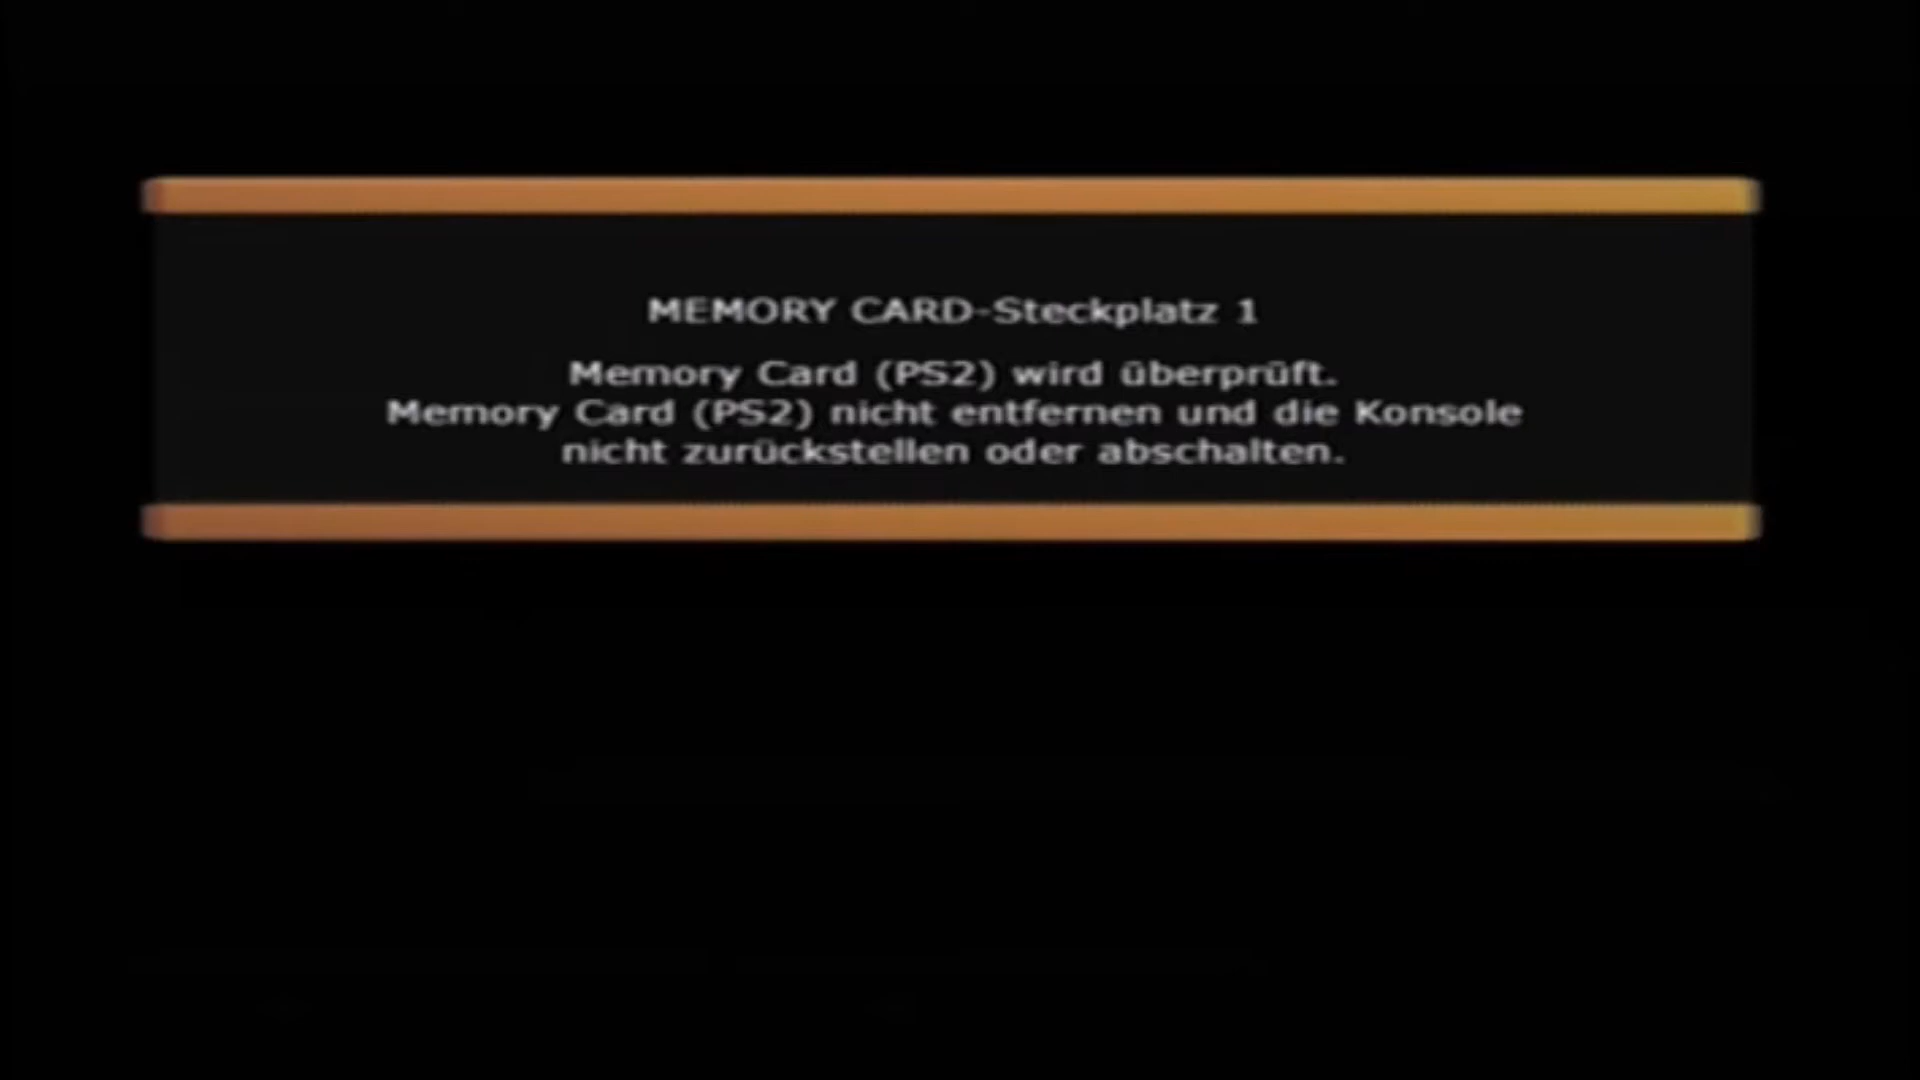 MEMORY CARD-Steckplatz 1
Memory Card (PS2) wird überprüft.
Memory Card (PS2) nicht entfernen und die Konsole
nicht zurückstellen oder abschalten.